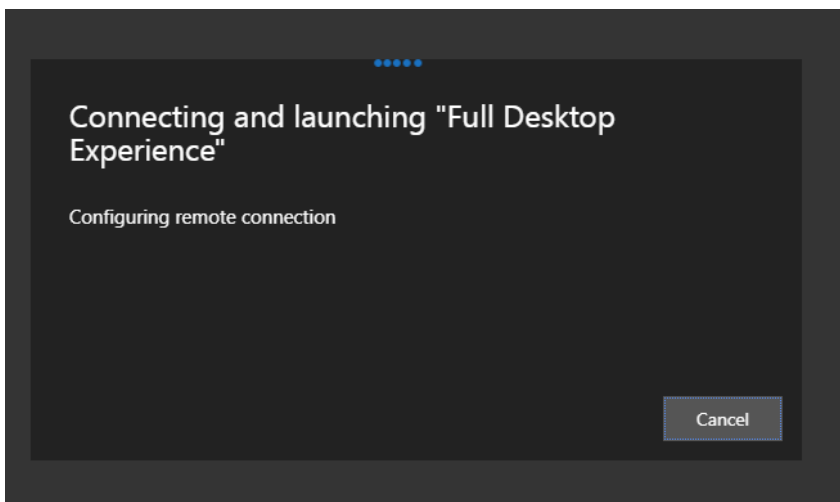 Connecting and launching "Full Desktop
Experience"
Configuring remote connection
Cancel